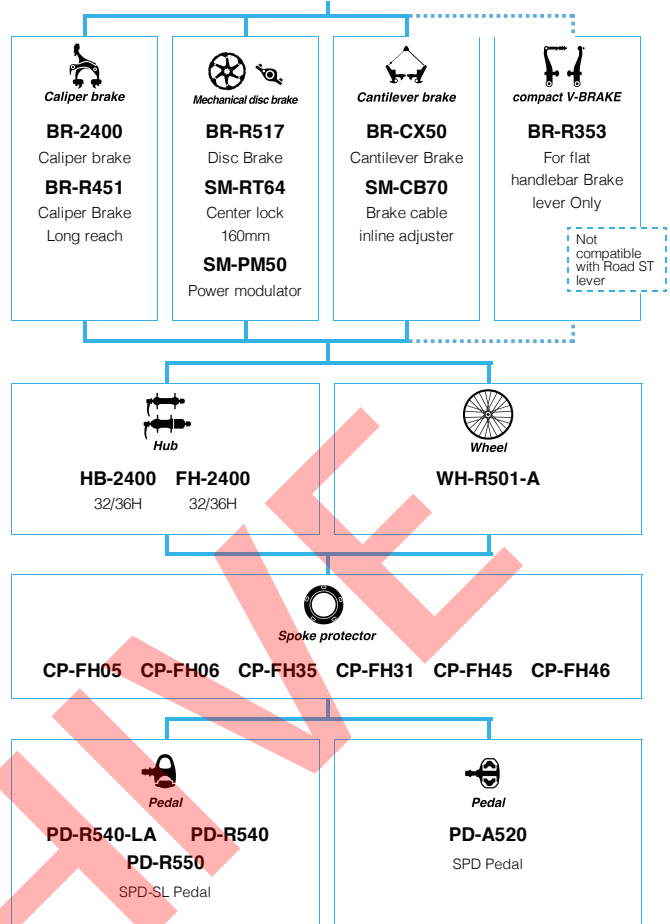 Caliper brake
BR-2400
Caliper brake
BR-R451
Caliper Brake
Long reach
Mechanical disc brake
BR-R517
Disc Brake
SM-RT64
Center lock
160mm
SM-PM50
Power modulator
Cantilever brake
BR-CX50
Cantilever Brake
SM-CB70
Brake cable
inline adjuster
compact V-BRAKE
BR-R353
For flat
handlebar Brake
lever Only
Not
compatible
with Road ST
lever
Hub
HB-2400 FH-2400
32/36H 32/36H
Wheel
WH-R501-A
Spoke protector
CP-FH05 CP-FH06 CP-FH35 CP-FH31 CP-FH45 CP-FH46
Pedal
PD-R540-LA PD-R540
PD-R550
SPD-SL Pedal
Pedal
PD-A520
SPD Pedal
HIVE